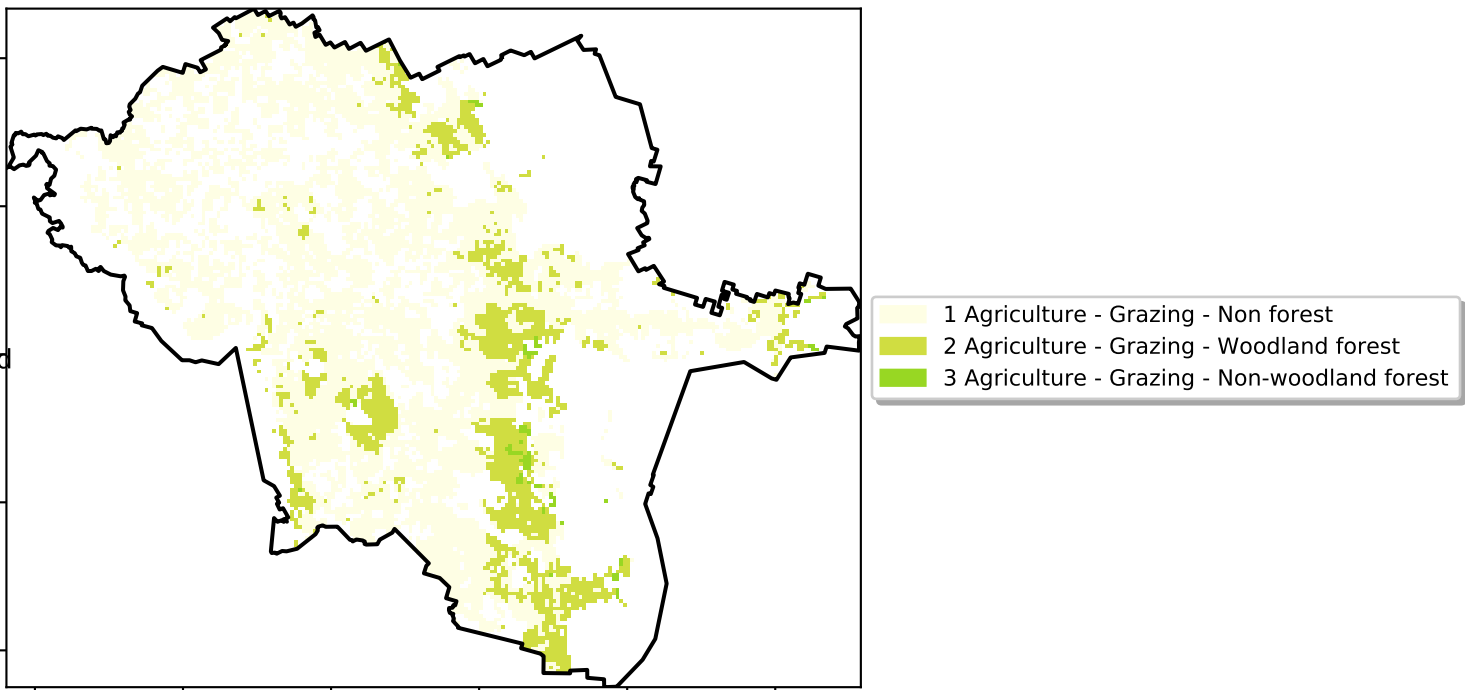 1 Agriculture - Grazing - Non forest
2 Agriculture - Grazing - Woodland forest
3 Agriculture - Grazing - Non-woodland forest